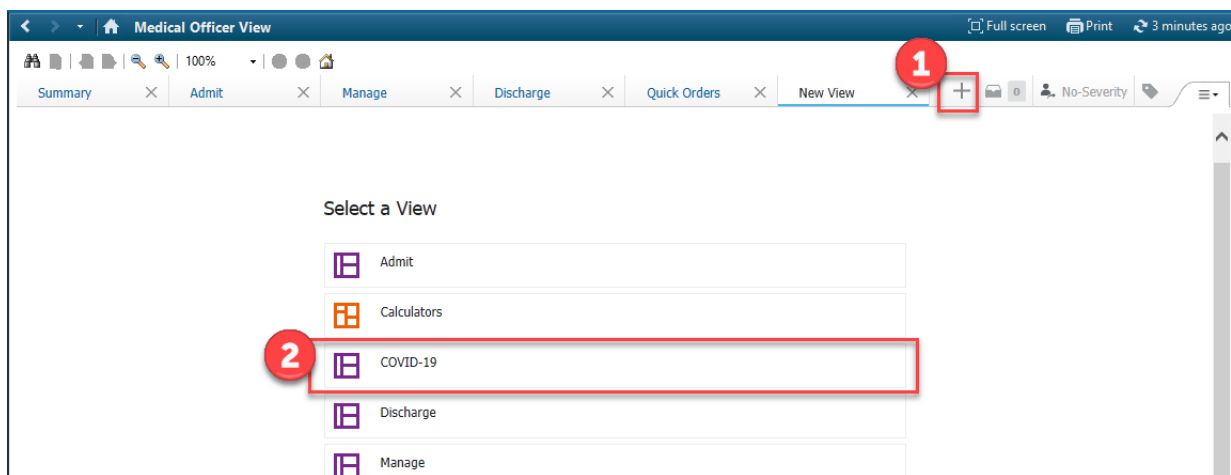 Medical Officer View Full screen Print 3 minutes ago
100%
1
Summary Admit Manage Discharge Quick Orders New View 0 No-Severity
Select a View
Admit
Calculators
2 COVID-19
Discharge
Manage